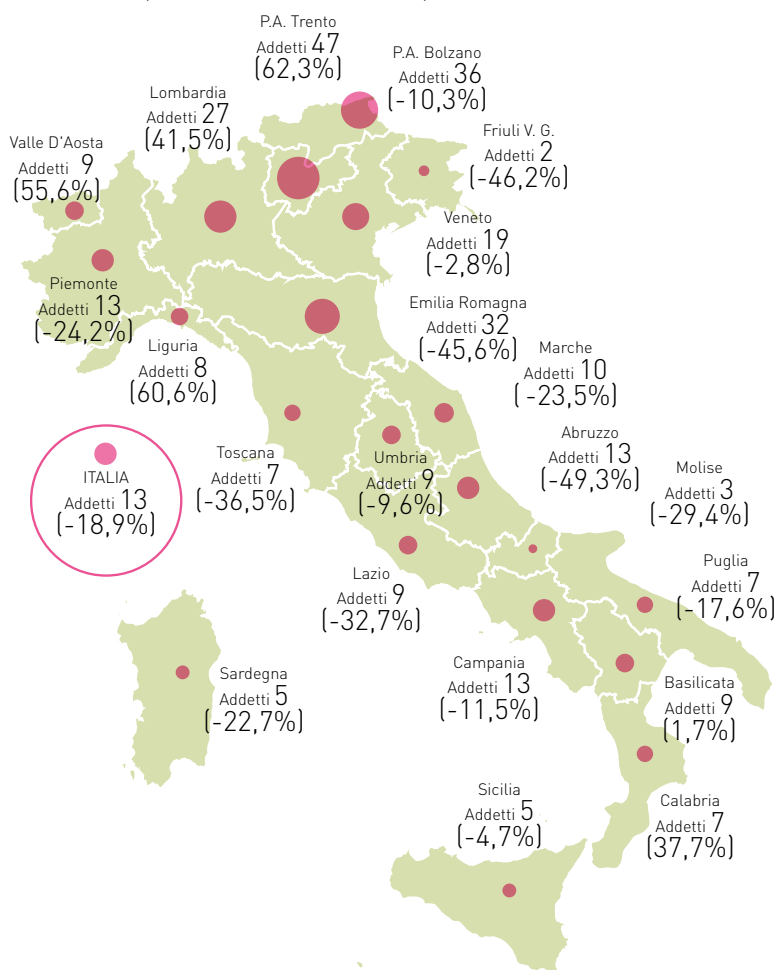 P.A. Trento
Addetti 47
(62,3%)
P.A. Bolzano
Addetti 36
(-10,3%)
Lombardia
Addetti 27
(41,5%)
Friuli V. G.
Addetti 2
(-46,2%)
Valle D'Aosta
Addetti 9
(55,6%)
Veneto
Addetti 19
(-2,8%)
Piemonte
Addetti 13
(-24,2%)
Emilia Romagna
Addetti 32
(-45,6%)
Liguria
Addetti 8
(60,6%)
Marche
Addetti 10
( -23,5%)
Abruzzo
Addetti 13
(-49,3%)
Toscana
Addetti 7
(-36,5%)
Umbria
Addetti 9
(-9,6%)
Molise
Addetti 3
(-29,4%)
ITALIA
Addetti 13
(-18,9%)
Puglia
Addetti 7
(-17,6%)
Lazio
Addetti 9
(-32,7%)
Campania
Addetti 13
(-11,5%)
Sardegna
Addetti 5
(-22,7%)
Basilicata
Addetti 9
(1,7%)
Sicilia
Addetti 5
(-4,7%)
Calabria
Addetti 7
(37,7%)